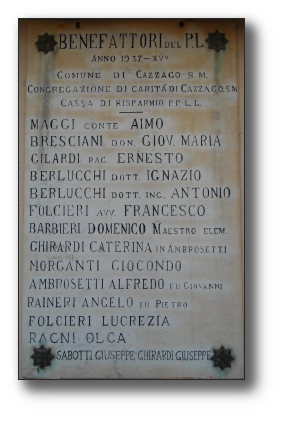 BENEFATTORI DEL P.L.
ANNO 1937-XVº
COMUNE DI CAZZAGO S.M.
CONGREGAZIONE DI CARITÁ DI CAZZAGO S.M
CASSA DI RISPARMIO P.P. L.L.
MAGGI CONTE AIMO
BRESCIANI DON. GIOV. MARIA
GILARDI RAG. ERNESTO
BERLUCCHI DOTT. IGNAZIO
BERLUCCHI DOTT. ING. ANTONIO
FOLCIERI AVV. FRANCESCO
BARBIERI DOMENICO MAESTRO ELEM.
GHIRARDI CATERINA IN AMBROSETTI
MORGANTI GIOCONDO
AMBROSETTI ALFREDO FU GIOVANNI
RAINERI ANGELO FU PIETRO
FOLCIERI LUCREZIA
RAGNI OLGA
SABOTTI GIUSEPPE-GHIRARDI GIUSEPPE